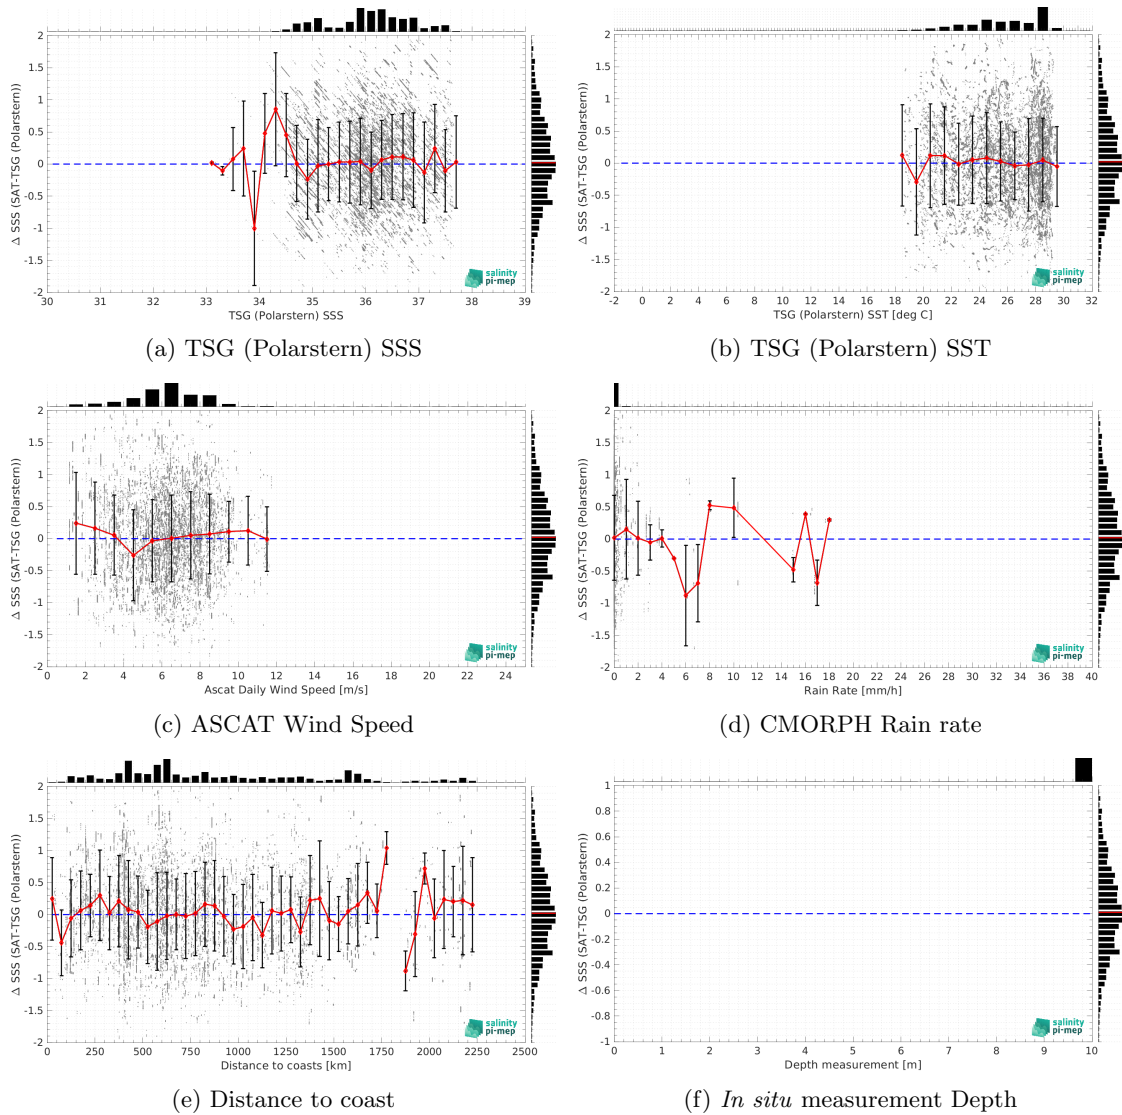 Δ SSS (SAT-TSG (Polarstern))
2
1.5
1
0.5
0
-0.5
-1
-1.5
-2
30 31 32 33 34 35 36 37 38 39
TSG (Polarstern) SSS
salinity
pi-mep
(a) TSG (Polarstern) SSS
Δ SSS (SAT-TSG (Polarstern))
2
1.5
1
0.5
0
-0.5
-1
-1.5
-2
-2 0 2 4 6 8 10 12 14 16 18 20 22 24 26 28 30 32
TSG (Polarstern) SST [deg C]
salinity
pi-mep
(b) TSG (Polarstern) SST
Δ SSS (SAT-TSG (Polarstern))
2
1.5
1
0.5
0
-0.5
-1
-1.5
-2
0 2 4 6 8 10 12 14 16 18 20 22 24
Ascat Daily Wind Speed [m/s]
salinity
pi-mep
(c) ASCAT Wind Speed
Δ SSS (SAT-TSG (Polarstern))
2
1.5
1
0.5
0
-0.5
-1
-1.5
-2
0 2 4 6 8 10 12 14 16 18 20 22 24 26 28 30 32 34 36 38 40
Rain Rate [mm/h]
salinity
pi-mep
(d) CMORPH Rain rate
Δ SSS (SAT-TSG (Polarstern))
2
1.5
1
0.5
0
-0.5
-1
-1.5
-2
0 250 500 750 1000 1250 1500 1750 2000 2250 2500
Distance to coasts [km]
salinity
pi-mep
(e) Distance to coast
Δ SSS (SAT-TSG (Polarstern))
1
0.8
0.6
0.4
0.2
0
-0.2
-0.4
-0.6
-0.8
-1
0 1 2 3 4 5 6 7 8 9 10
Depth measurement [m]
salinity
pi-mep
(f) In situ measurement Depth